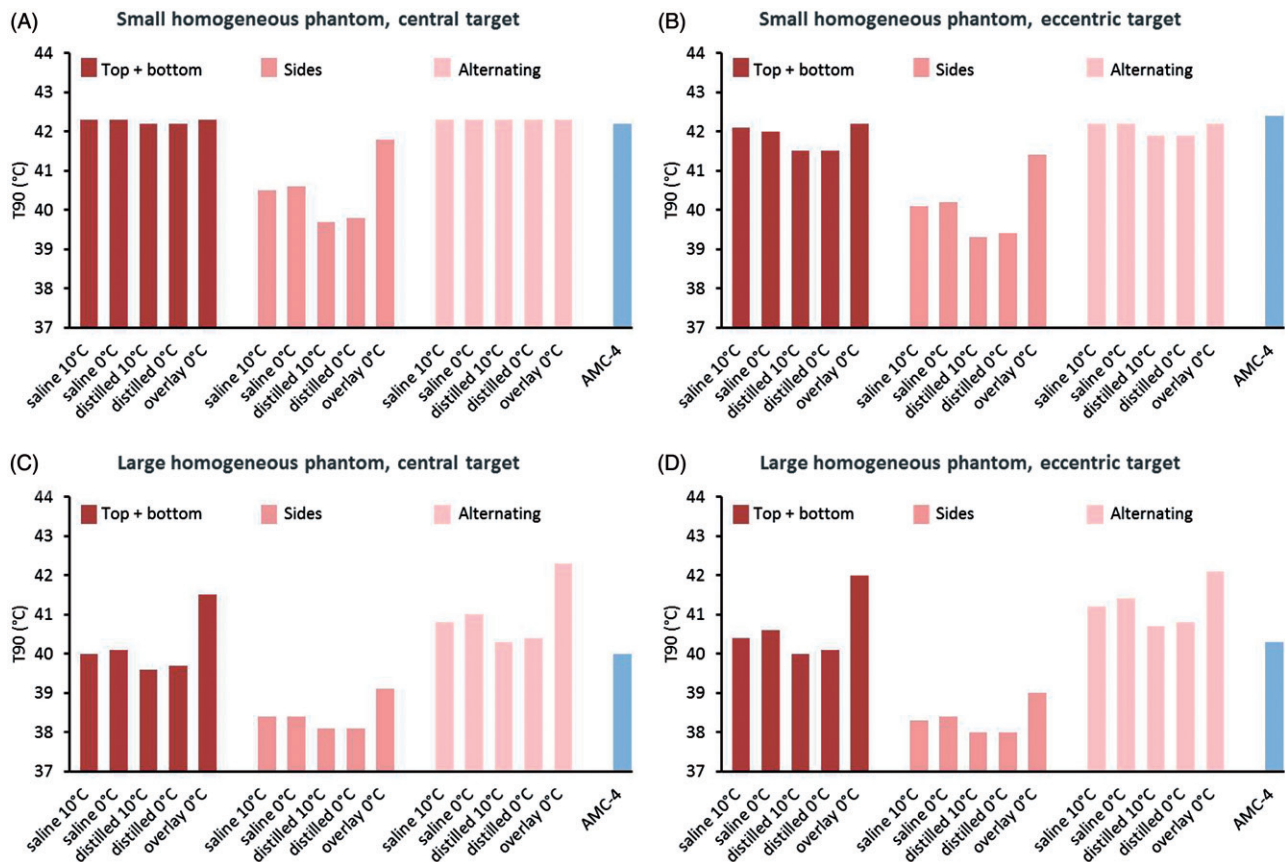 (A) Small homogeneous phantom, central target
44
43
42
41
40
39
38
37
T90 (°C)
Top + bottom Sides Alternating
saline 10°C
saline 0°C
distilled 10°C
distilled 0°C
overlay 0°C
saline 10°C
saline 0°C
distilled 10°C
distilled 0°C
overlay 0°C
saline 10°C
saline 0°C
distilled 10°C
distilled 0°C
overlay 0°C
AMC-4
(B) Small homogeneous phantom, eccentric target
44
43
42
41
40
39
38
37
T90 (°C)
Top + bottom Sides Alternating
saline 10°C
saline 0°C
distilled 10°C
distilled 0°C
overlay 0°C
saline 10°C
saline 0°C
distilled 10°C
distilled 0°C
overlay 0°C
saline 10°C
saline 0°C
distilled 10°C
distilled 0°C
overlay 0°C
AMC-4
(C) Large homogeneous phantom, central target
44
43
42
41
40
39
38
37
T90 (°C)
Top + bottom Sides Alternating
saline 10°C
saline 0°C
distilled 10°C
distilled 0°C
overlay 0°C
saline 10°C
saline 0°C
distilled 10°C
distilled 0°C
overlay 0°C
saline 10°C
saline 0°C
distilled 10°C
distilled 0°C
overlay 0°C
AMC-4
(D) Large homogeneous phantom, eccentric target
44
43
42
41
40
39
38
37
T90 (°C)
Top + bottom Sides Alternating
saline 10°C
saline 0°C
distilled 10°C
distilled 0°C
overlay 0°C
saline 10°C
saline 0°C
distilled 10°C
distilled 0°C
overlay 0°C
saline 10°C
saline 0°C
distilled 10°C
distilled 0°C
overlay 0°C
AMC-4